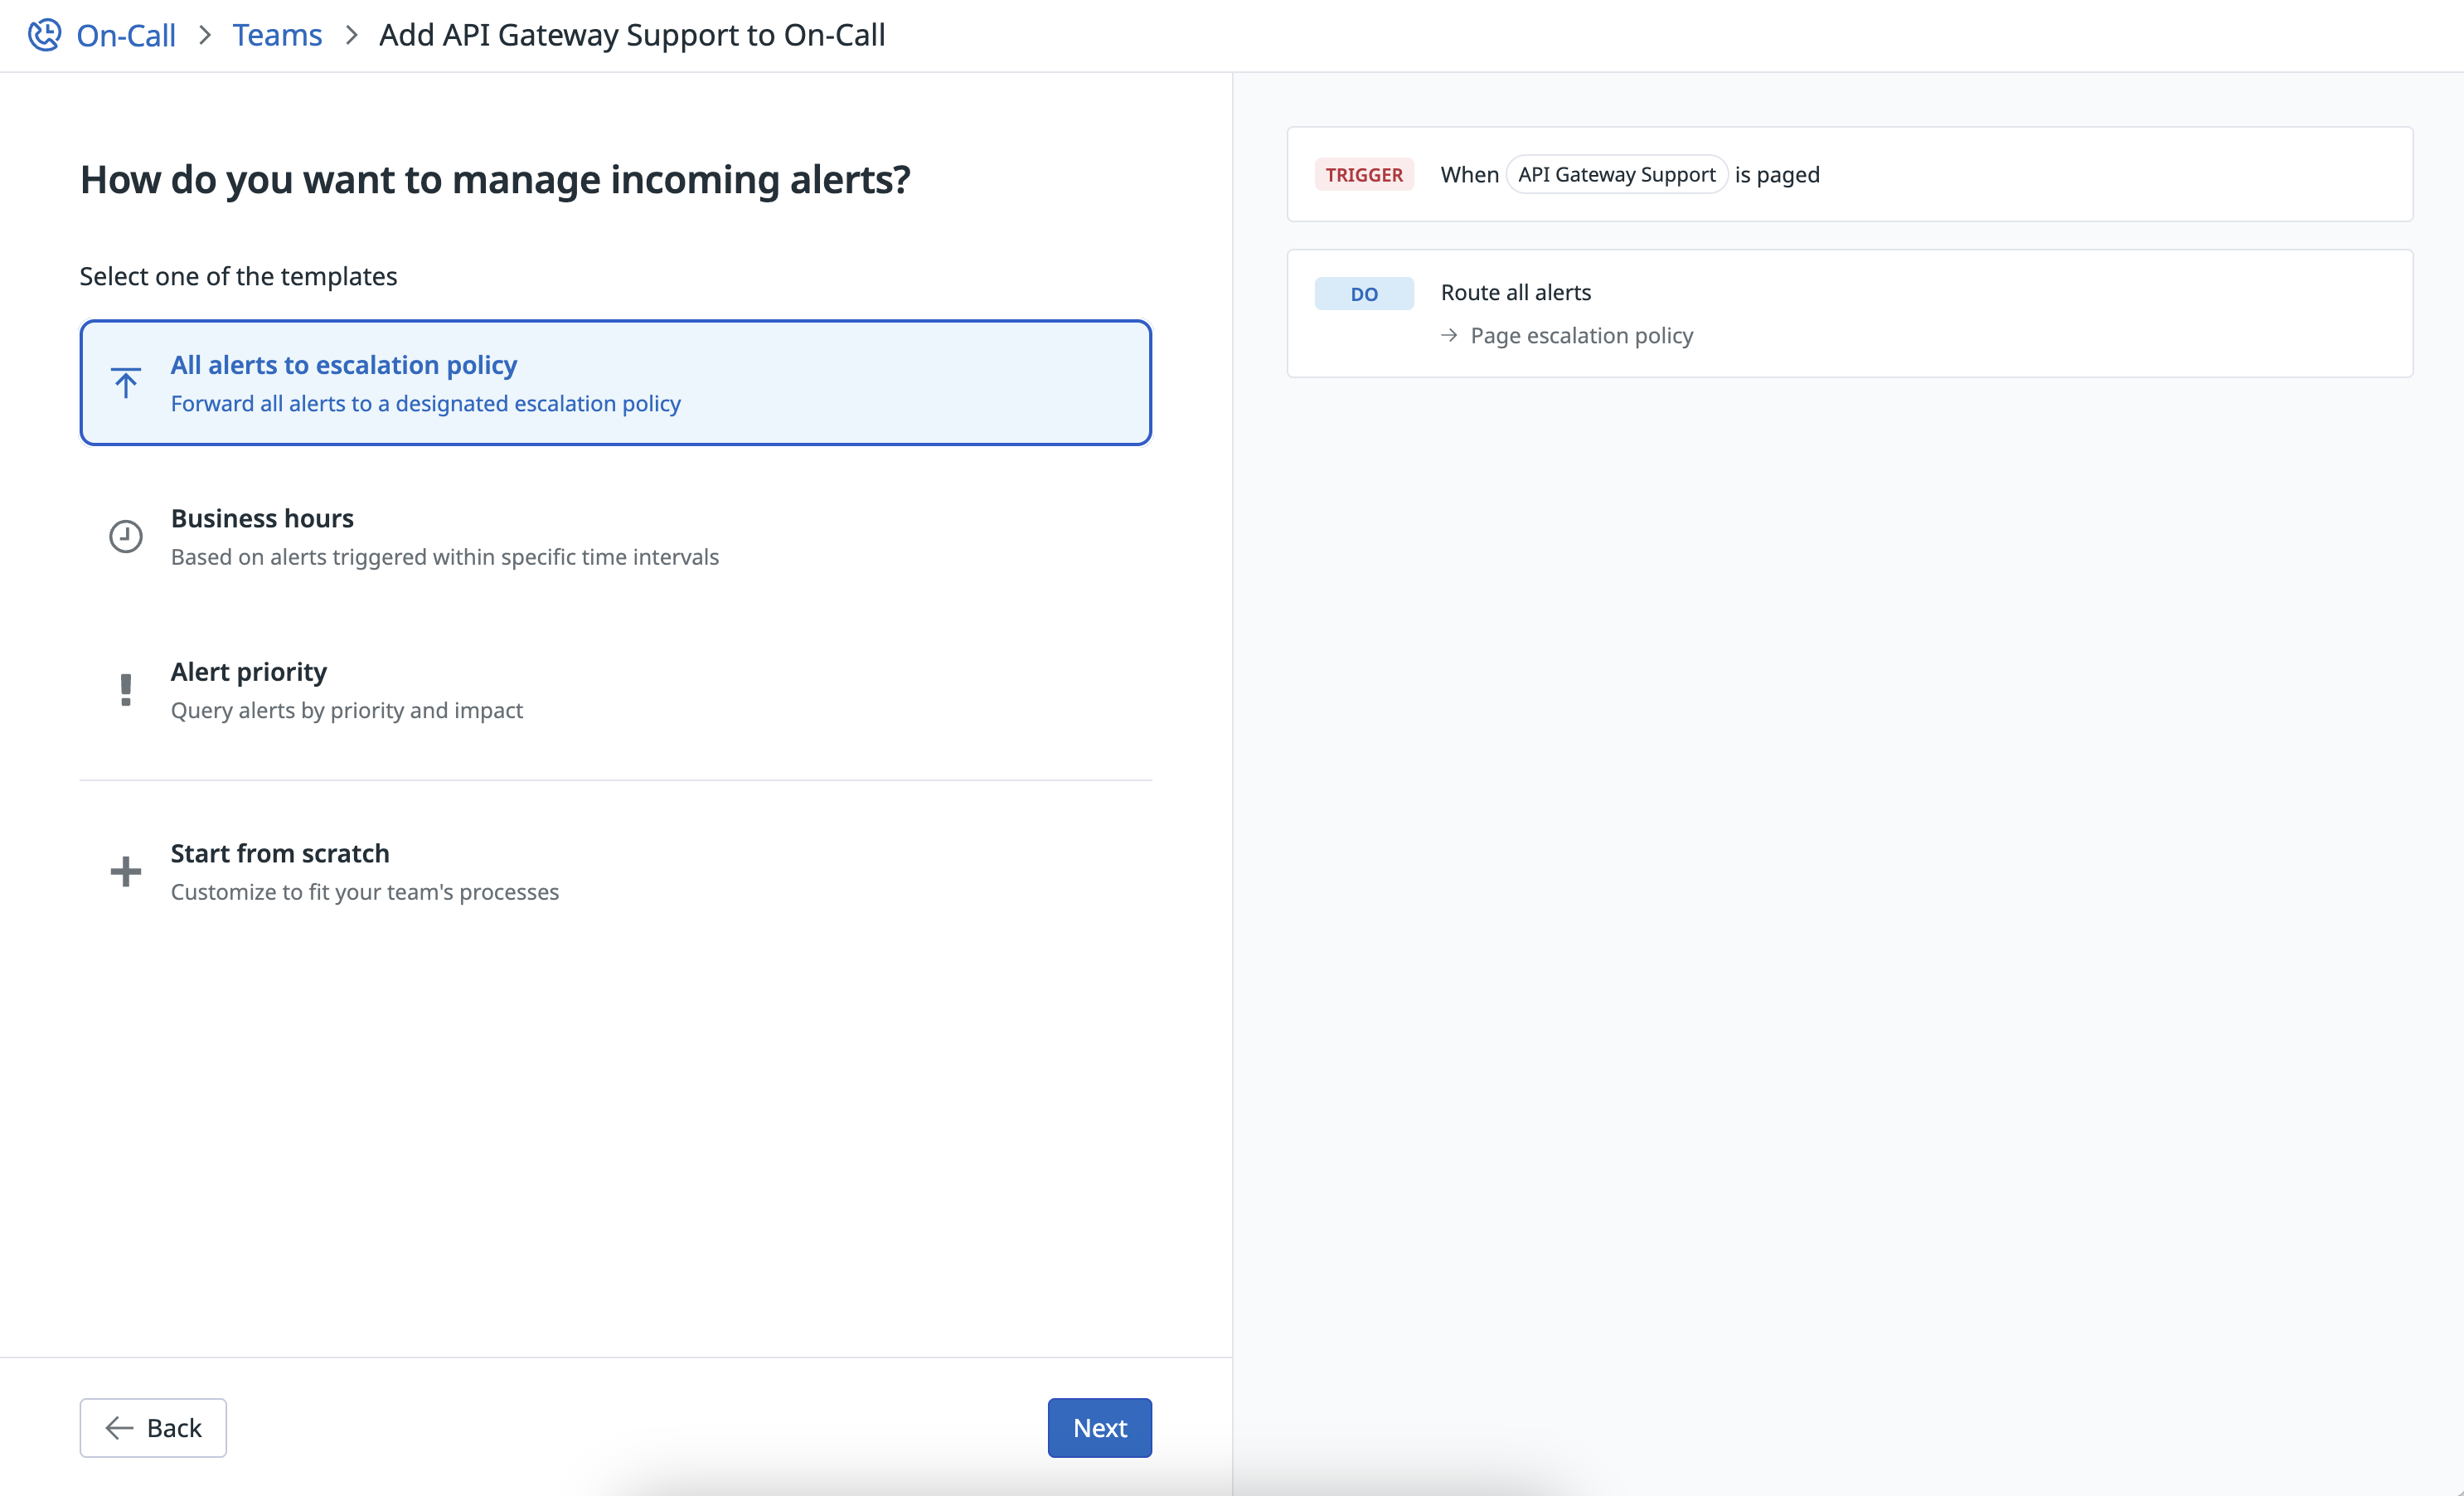 On-Call > Teams > Add API Gateway Support to On-Call
How do you want to manage incoming alerts?
Select one of the templates
All alerts to escalation policy
Forward all alerts to a designated escalation policy
Business hours
Based on alerts triggered within specific time intervals
Alert priority
Query alerts by priority and impact
Start from scratch
Customize to fit your team's processes
Back
Next
TRIGGER When API Gateway Support is paged
DO Route all alerts
→ Page escalation policy